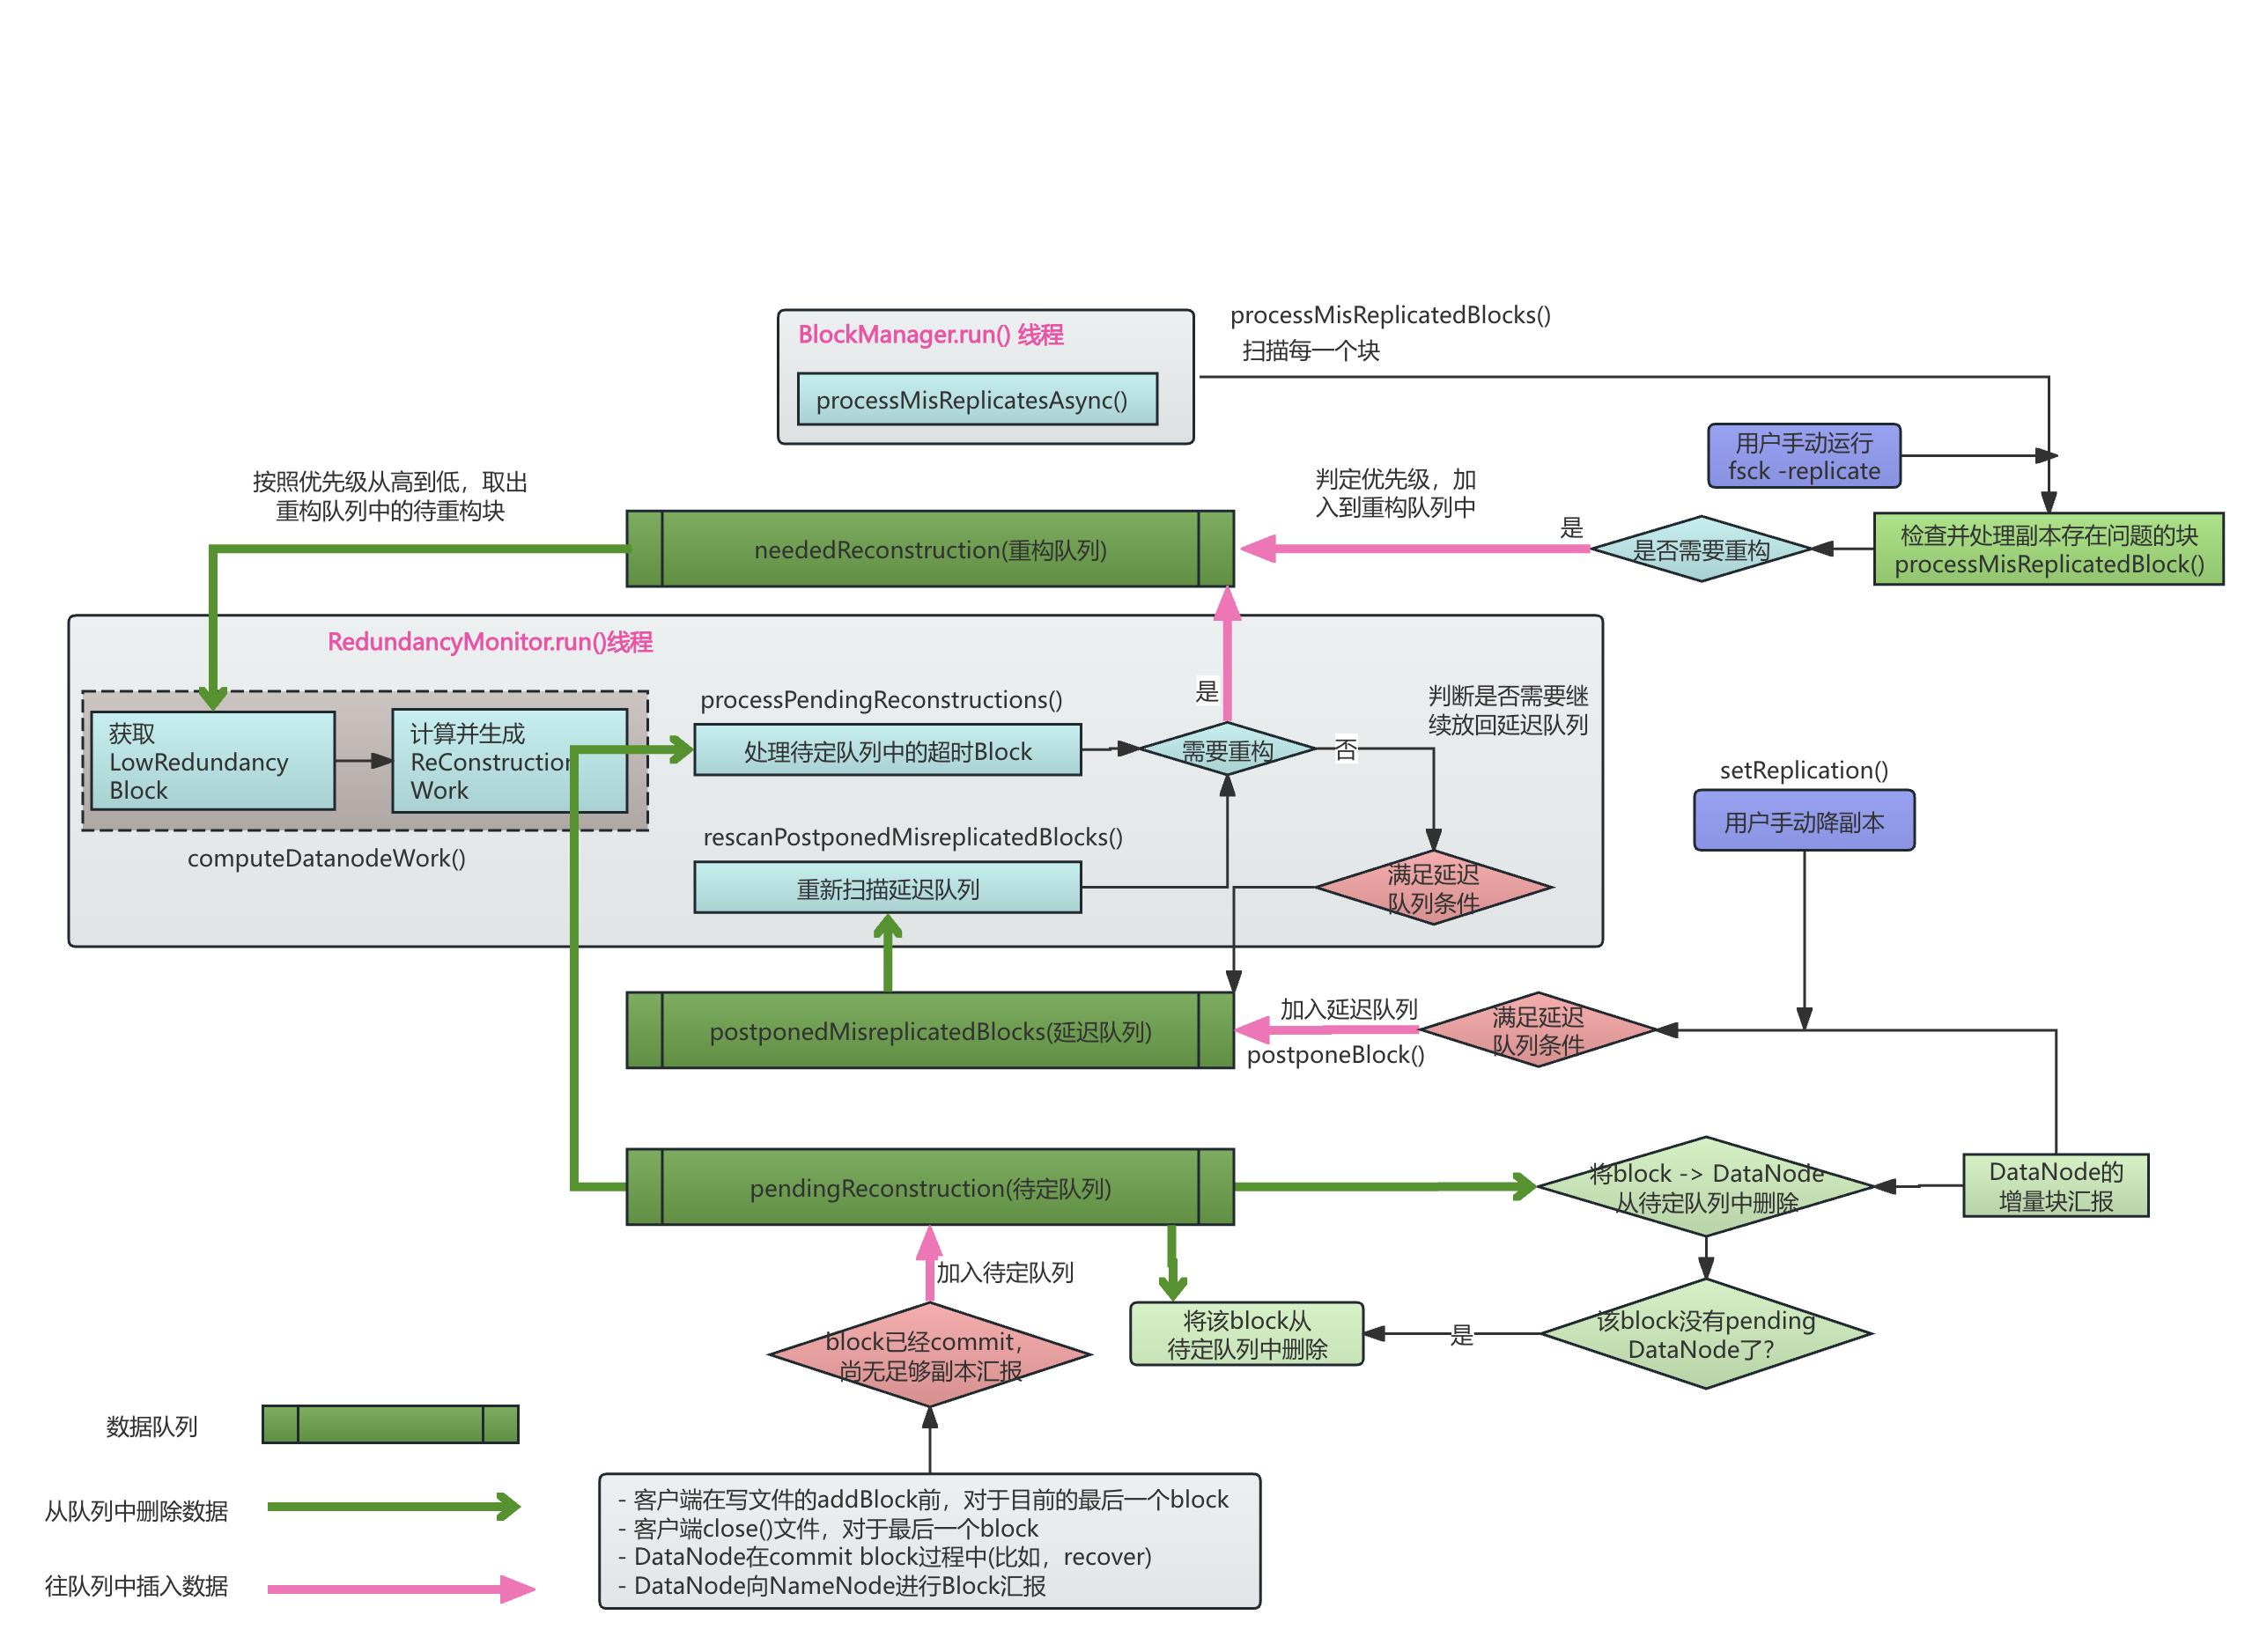 BlockManager.run() 线程
processMisReplicatesAsync()
processMisReplicatedBlocks()
扫描每一个块
用户手动运行
fsck -replicate
按照优先级从高到低，取出
重构队列中的待重构块
neededReconstruction(重构队列)
判定优先级，加
入到重构队列中
是
是否需要重构
检查并处理副本存在问题的块
processMisReplicatedBlock()
RedundancyMonitor.run()线程
获取
LowRedundancy
Block
计算并生成
ReConstruction
Work
computeDatanodeWork()
processPendingReconstructions()
处理待定队列中的超时Block
是
需要重构
否
判断是否需要继
续放回延迟队列
rescanPostponedMisreplicatedBlocks()
重新扫描延迟队列
满足延迟
队列条件
setReplication()
用户手动降副本
postponedMisreplicatedBlocks(延迟队列)
加入延迟队列
postponeBlock()
满足延迟
队列条件
pendingReconstruction(待定队列)
将block -> DataNode
从待定队列中删除
DataNode的
增量块汇报
加入待定队列
将该block从
待定队列中删除
是
该block没有pending
DataNode了?
block已经commit，
尚无足够副本汇报
数据队列
从队列中删除数据
往队列中插入数据
- 客户端在写文件的addBlock前，对于目前的最后一个block
- 客户端close()文件，对于最后一个block
- DataNode在commit block过程中(比如，recover)
- DataNode向NameNode进行Block汇报